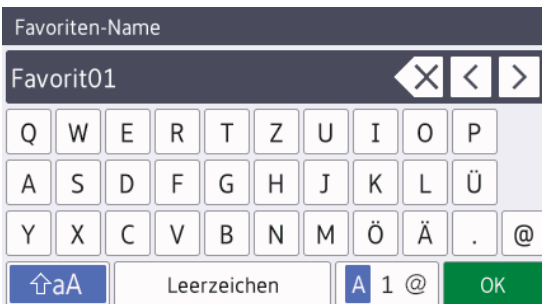 Favoriten-Name
Favorit01
Q W E R T Z U I O P
A S D F G H J K L Ü
Y X C V B N M Ö Ä . @
aA Leerzeichen A 1 @ OK